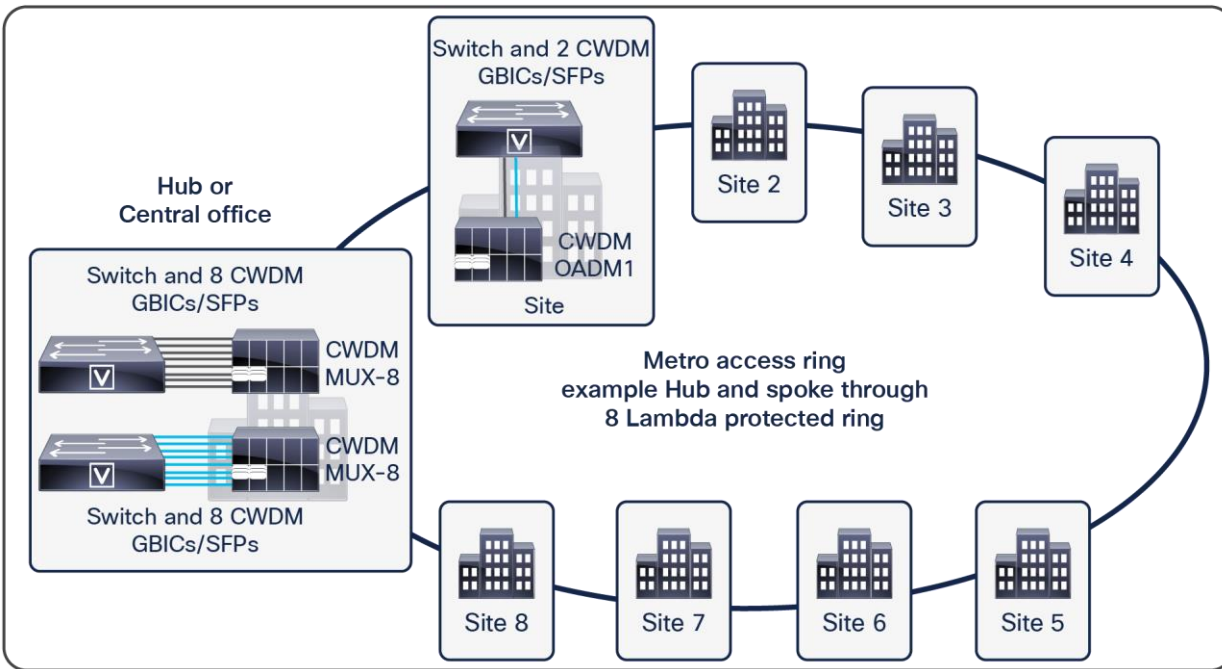 Switch and 2 CWDM
GBICs/SFPs
V
CWDM
OADM1
Site
Site 2
Site 3
Site 4
Hub or
Central office
Switch and 8 CWDM
GBICs/SFPs
V
CWDM
MUX-8
V
CWDM
MUX-8
Switch and 8 CWDM
GBICs/SFPs
Metro access ring
example Hub and spoke through
8 Lambda protected ring
Site 8
Site 7
Site 6
Site 5